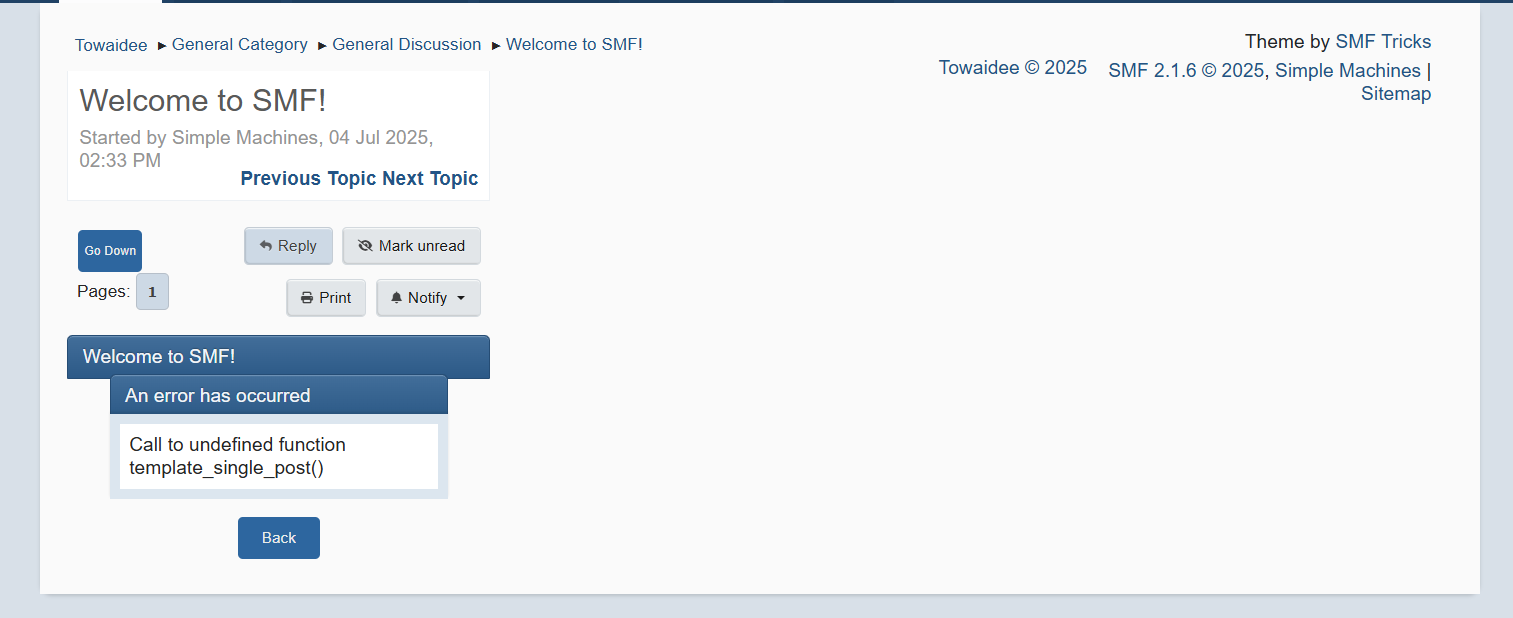 Towaidee ► General Category ► General Discussion ► Welcome to SMF!
Theme by SMF Tricks
Towaidee © 2025 SMF 2.1.6 © 2025, Simple Machines |
Sitemap
Welcome to SMF!
Started by Simple Machines, 04 Jul 2025,
02:33 PM
Previous Topic Next Topic
Go Down
Reply
Mark unread
Pages: 1
Print
Notify
Welcome to SMF!
An error has occurred
Call to undefined function
template_single_post()
Back